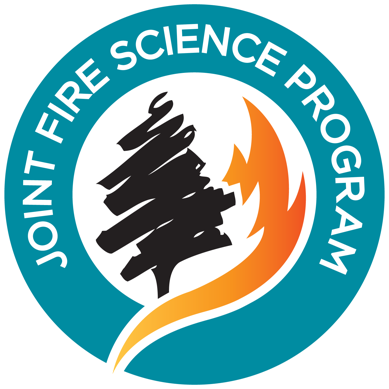 JOINT FIRE SCIENCE PROGRAM